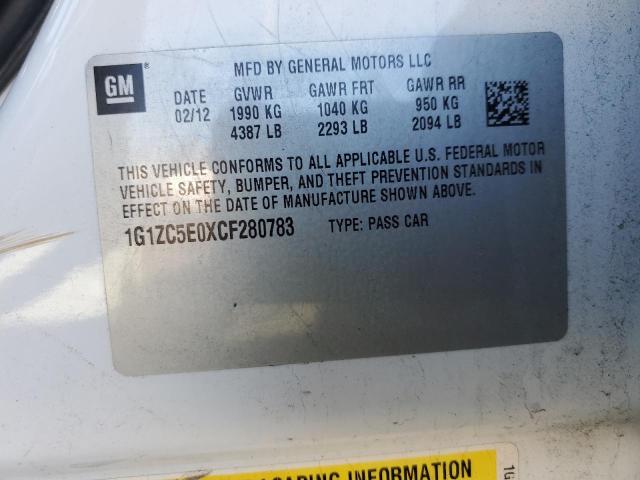 GM
MFD BY GENERAL MOTORS LLC
DATE GVWR GAWR FRT GAWR RR
02/12 1990 KG 1040 KG 950 KG
4387 LB 2293 LB 2094 LB
THIS VEHICLE CONFORMS TO ALL APPLICABLE U.S. FEDERAL MOTOR
VEHICLE SAFETY, BUMPER, AND THEFT PREVENTION STANDARDS IN
EFFECT ON THE DATE OF MANUFACTURE SHOWN ABOVE.
1G1ZC5E0XCF280783 TYPE: PASS CAR
LOADING INFORMATION
1G